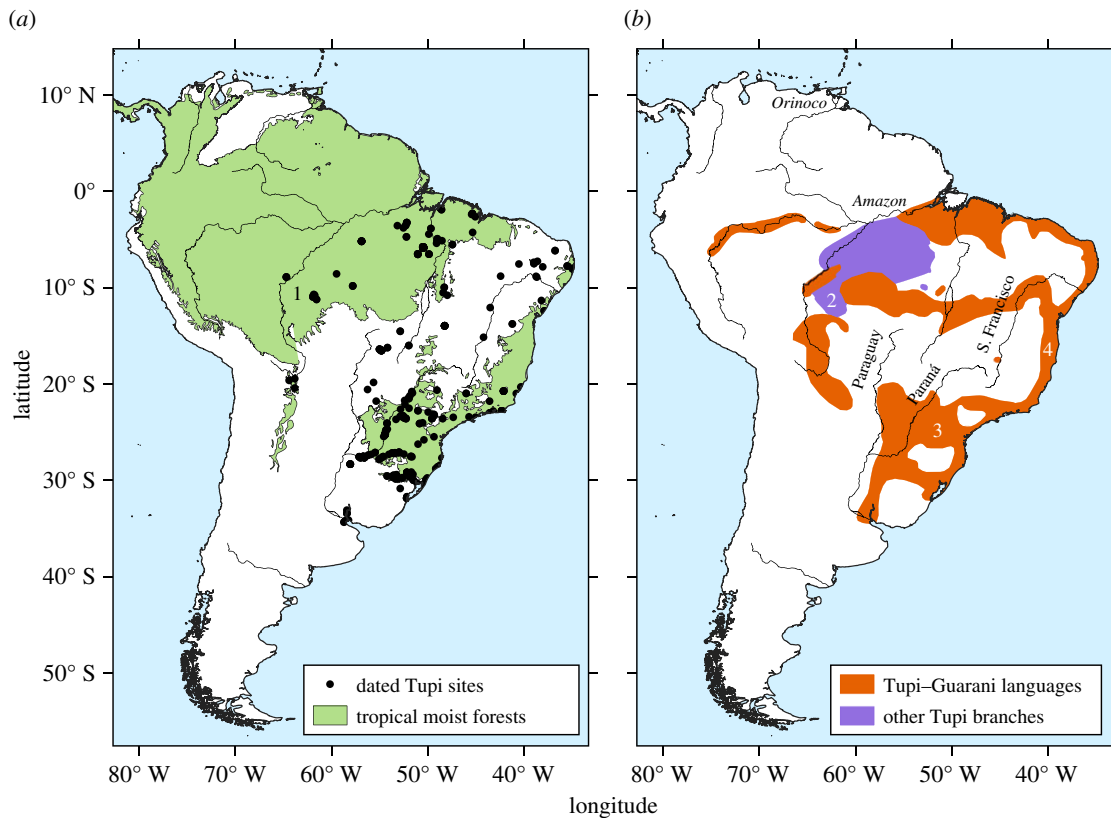 (a)
(b)
10° N
0°
10° S
20° S
30° S
40° S
50° S
latitude
1
dated Tupi sites
tropical moist forests
80° W
70° W
60° W
50° W
40° W
Orinoco
Amazon
2
Paraguay
Paraná
S. Francisco
4
3
Tupi–Guarani languages
other Tupi branches
80° W
70° W
60° W
50° W
40° W
longitude